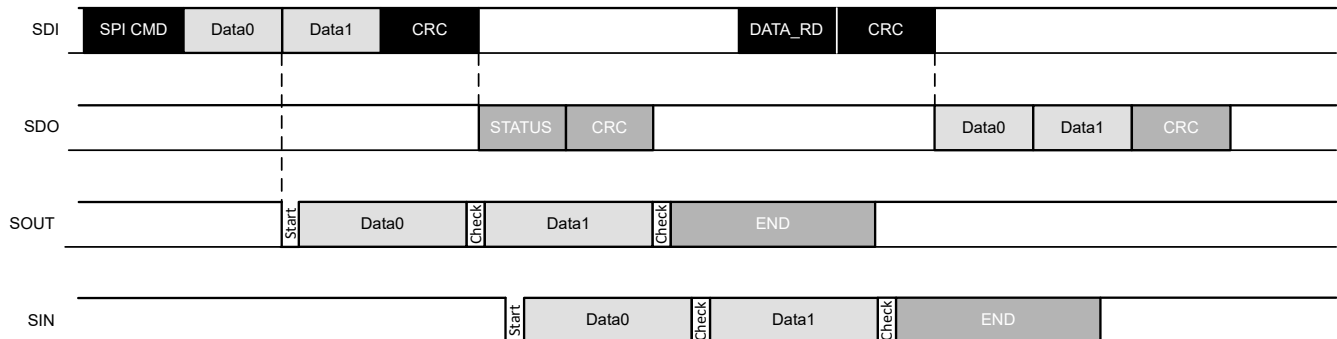 SDI SPI CMD Data0 Data1 CRC DATA_RD CRC
SDO STATUS CRC Data0 Data1 CRC
SOUT Start Data0 Check Data1 Check END
SIN Start Data0 Check Data1 Check END